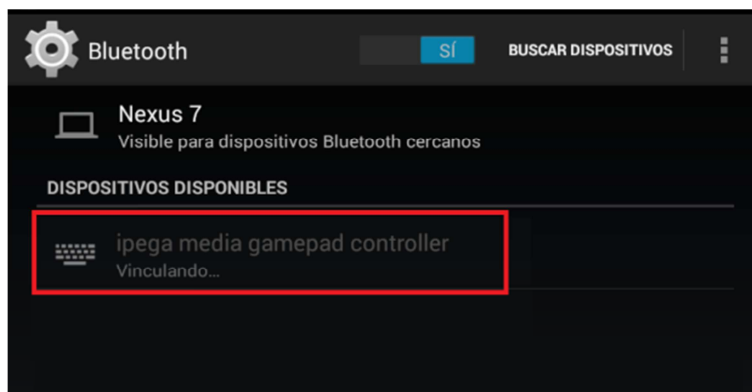 Bluetooth
SÍ
BUSCAR DISPOSITIVOS
Nexus 7
Visible para dispositivos Bluetooth cercanos
DISPOSITIVOS DISPONIBLES
ipega media gamepad controller
Vinculando...